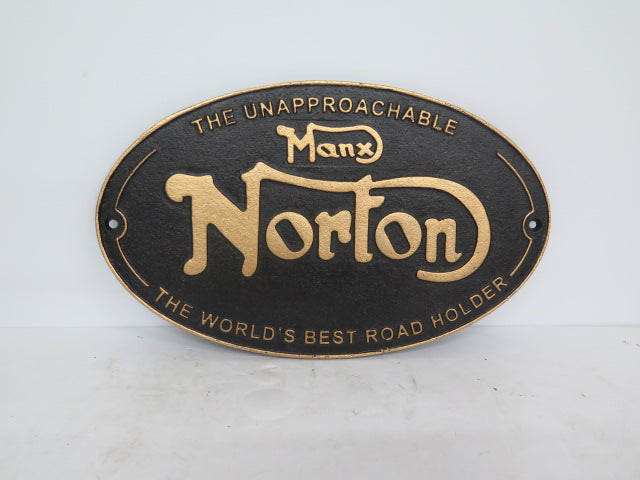 THE UNAPPROACHABLE
Manx
Norton
THE WORLD'S BEST ROAD HOLDER